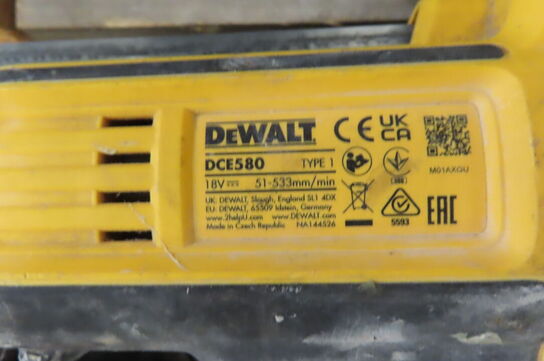 DEWALT
CE UK CA
DCE580 TYPE 1
M01AXGU
18V⎓ 51-533mm/min
UK: DEWALT, Slough, England SL1 4DX
EU: DEWALT, 65509 Idstein, Germany
www.2helpU.com www.DEWALT.com
Made in Czech Republic NA144526
5593
EAC